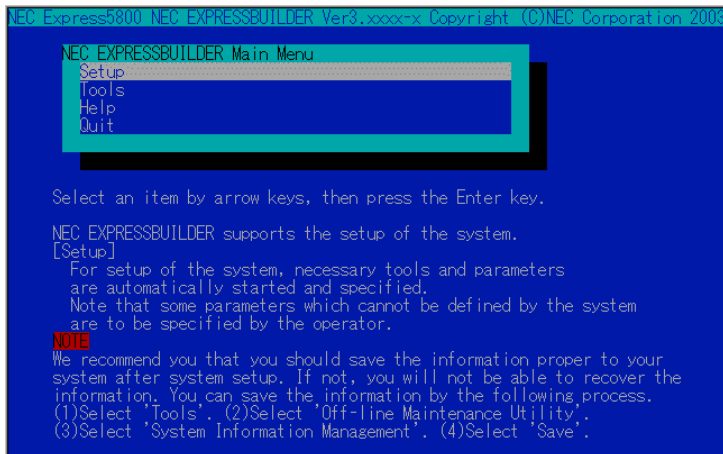 NEC Express5800 NEC EXPRESSBUILDER Ver3.xxxx-x Copyright (C)NEC Corporation 2003
NEC EXPRESSBUILDER Main Menu
Setup
Tools
Help
Quit
Select an item by arrow keys, then press the Enter key.
NEC EXPRESSBUILDER supports the setup of the system.
[Setup]
For setup of the system, necessary tools and parameters
are automatically started and specified.
Note that some parameters which cannot be defined by the system
are to be specified by the operator.
NOTE
We recommend you that you should save the information proper to your
system after system setup. If not, you will not be able to recover the
information. You can save the information by the following process.
(1)Select 'Tools'. (2)Select 'Off-line Maintenance Utility'.
(3)Select 'System Information Management'. (4)Select 'Save'.